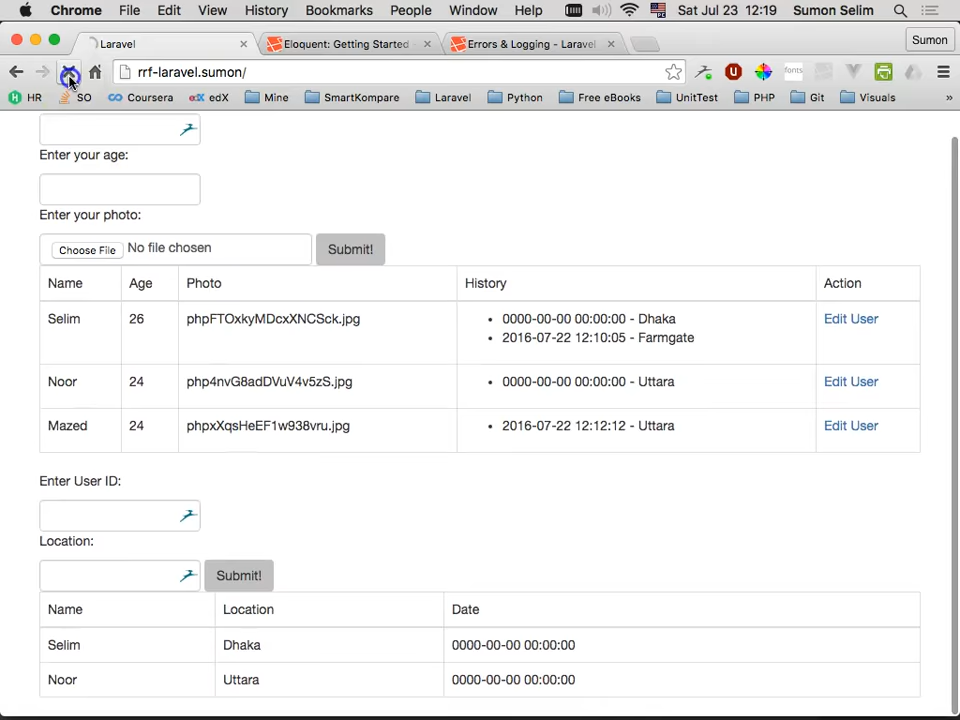 Chrome File Edit View History Bookmarks People Window Help Sat Jul 23 12:19 Sumon Selim
Laravel Eloquent: Getting Started Errors & Logging - Laravel Sumon
rrf-laravel.sumon/
HR SO Coursera edX Mine SmartKompare Laravel Python Free eBooks UnitTest PHP Git Visuals »
Enter your age:
Enter your photo:
Choose File No file chosen Submit!
Name Age Photo History Action
Selim 26 phpFTOxkyMDcxXNCSck.jpg • 0000-00-00 00:00:00 - Dhaka Edit User
• 2016-07-22 12:10:05 - Farmgate
Noor 24 php4nvG8adDVuV4v5zS.jpg • 0000-00-00 00:00:00 - Uttara Edit User
Mazed 24 phpxXqsHeEF1w938vru.jpg • 2016-07-22 12:12:12 - Uttara Edit User
Enter User ID:
Location:
Submit!
Name Location Date
Selim Dhaka 0000-00-00 00:00:00
Noor Uttara 0000-00-00 00:00:00